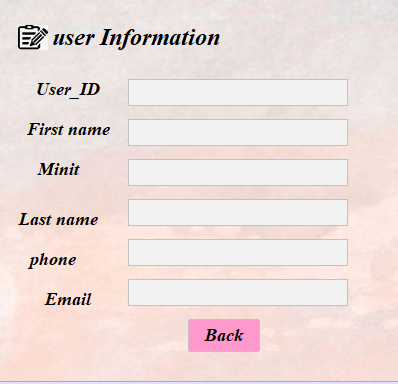 user Information
User_ID
First name
Minit
Last name
phone
Email
Back